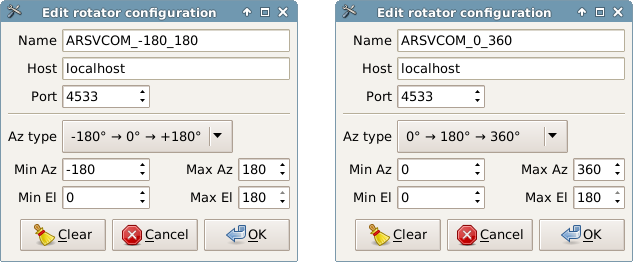 Edit rotator configuration
Name ARSVCOM_-180_180
Host localhost
Port 4533
Az type -180° → 0° → +180°
Min Az -180 Max Az 180
Min El 0 Max El 180
Clear Cancel OK
Edit rotator configuration
Name ARSVCOM_0_360
Host localhost
Port 4533
Az type 0° → 180° → 360°
Min Az 0 Max Az 360
Min El 0 Max El 180
Clear Cancel OK